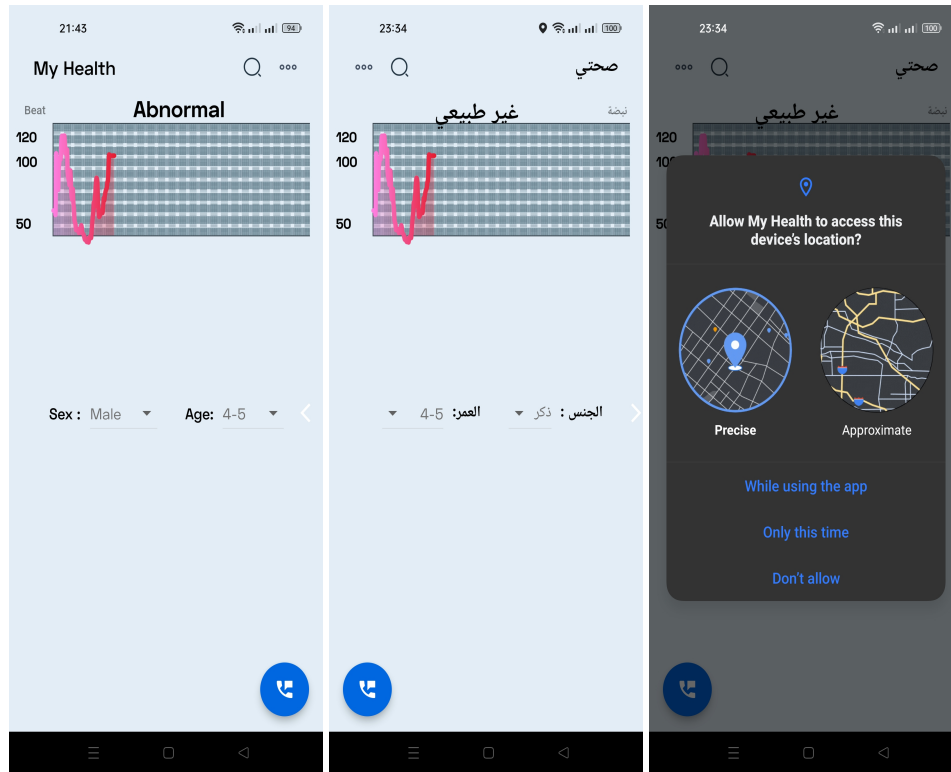 21:43
94
My Health
Beat
Abnormal
120
100
50
Sex : Male
Age: 4-5
23:34
100
صحتي
نبضة
غير طبيعي
120
100
50
الجنس : ذكر
العمر: 4-5
23:34
100
صحتي
نبضة
غير طبيعي
120
100
50
Allow My Health to access this
device's location?
Precise
Approximate
While using the app
Only this time
Don't allow